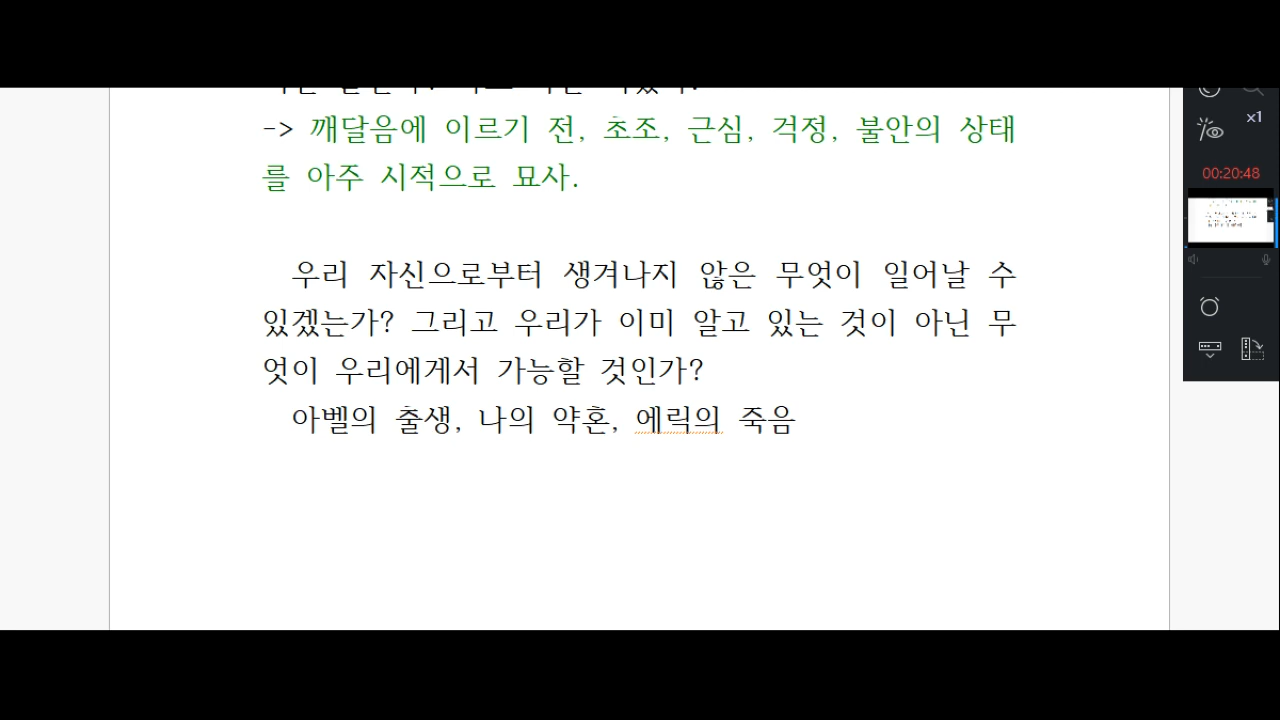 -> 깨달음에 이르기 전, 초조, 근심, 걱정, 불안의 상태
를 아주 시적으로 묘사.
우리 자신으로부터 생겨나지 않은 무엇이 일어날 수
있겠는가? 그리고 우리가 이미 알고 있는 것이 아닌 무
엇이 우리에게서 가능할 것인가?
아벨의 출생, 나의 약혼, 에릭의 죽음
x1
00:20:48